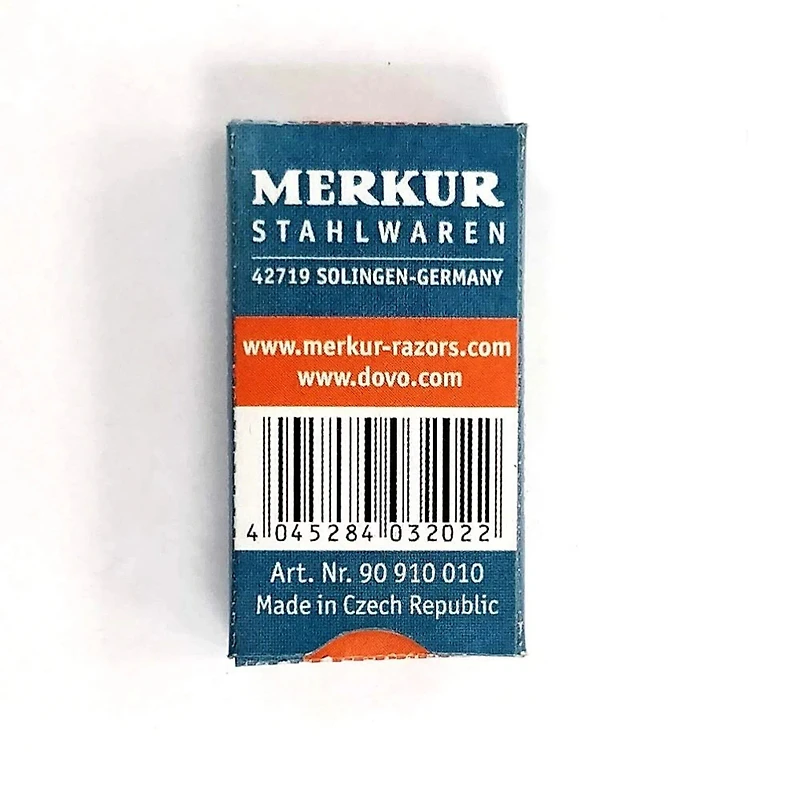 MERKUR
STAHLWAREN
42719 SOLINGEN-GERMANY
www.merkur-razors.com
www.dovo.com
4 045284 032022
Art. Nr. 90 910 010
Made in Czech Republic